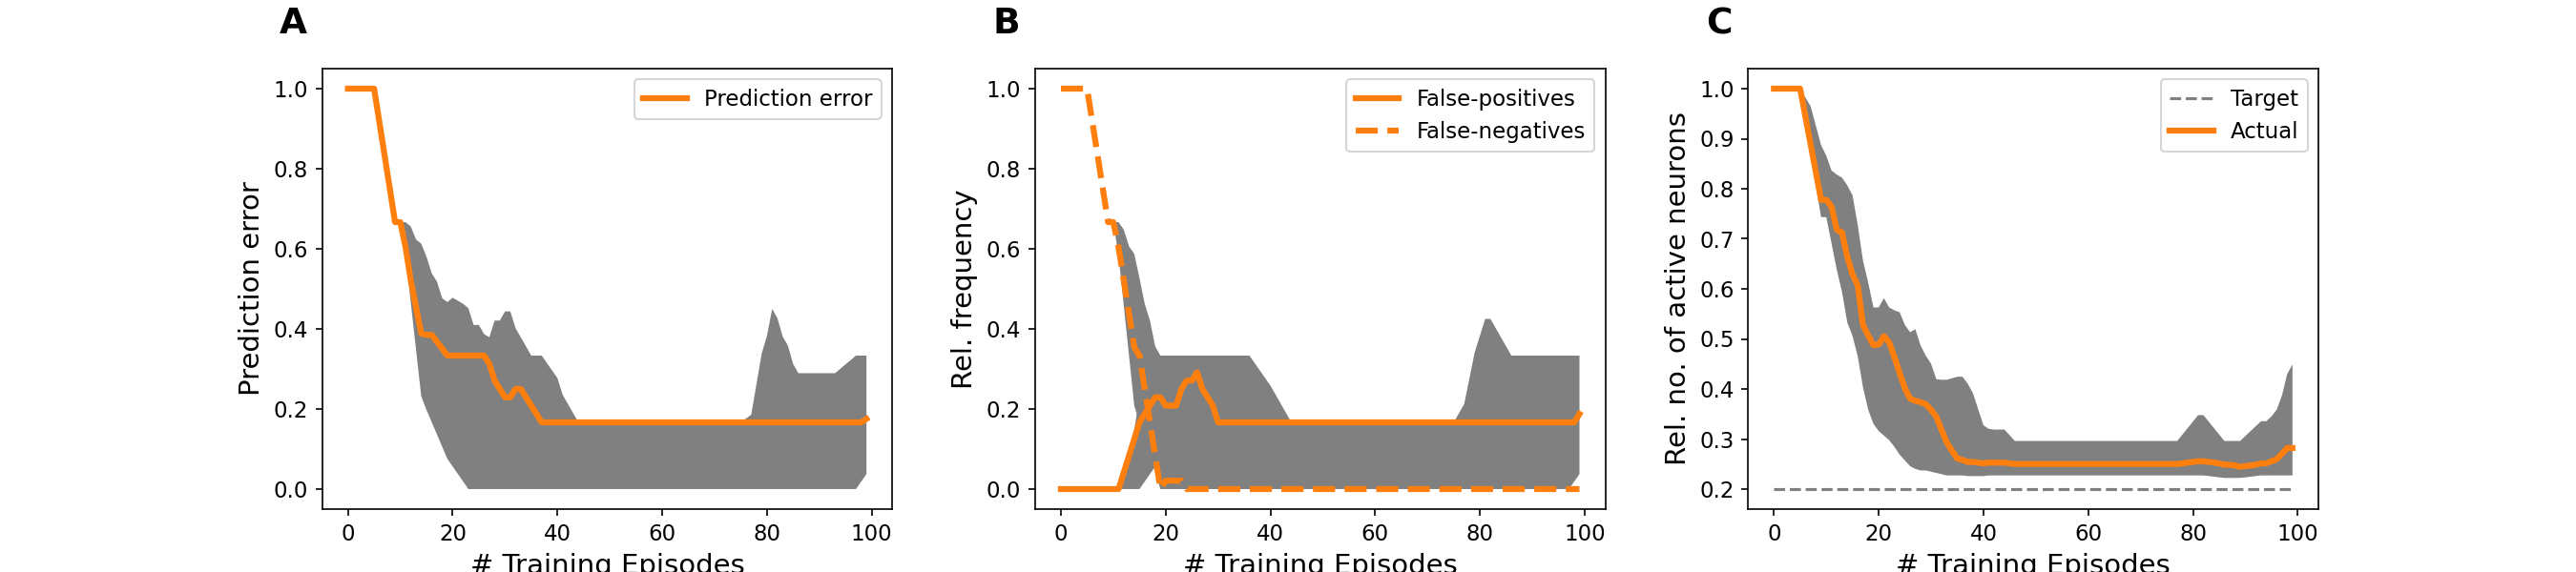 A
Prediction error
1.0
0.8
0.6
0.4
0.2
0.0
Prediction error
0
20
40
60
80
100
# Training Episodes
B
False-positives
False-negatives
1.0
0.8
0.6
0.4
0.2
0.0
Rel. frequency
0
20
40
60
80
100
# Training Episodes
C
Target
Actual
1.0
0.9
0.8
0.7
0.6
0.5
0.4
0.3
0.2
Rel. no. of active neurons
0
20
40
60
80
100
# Training Episodes